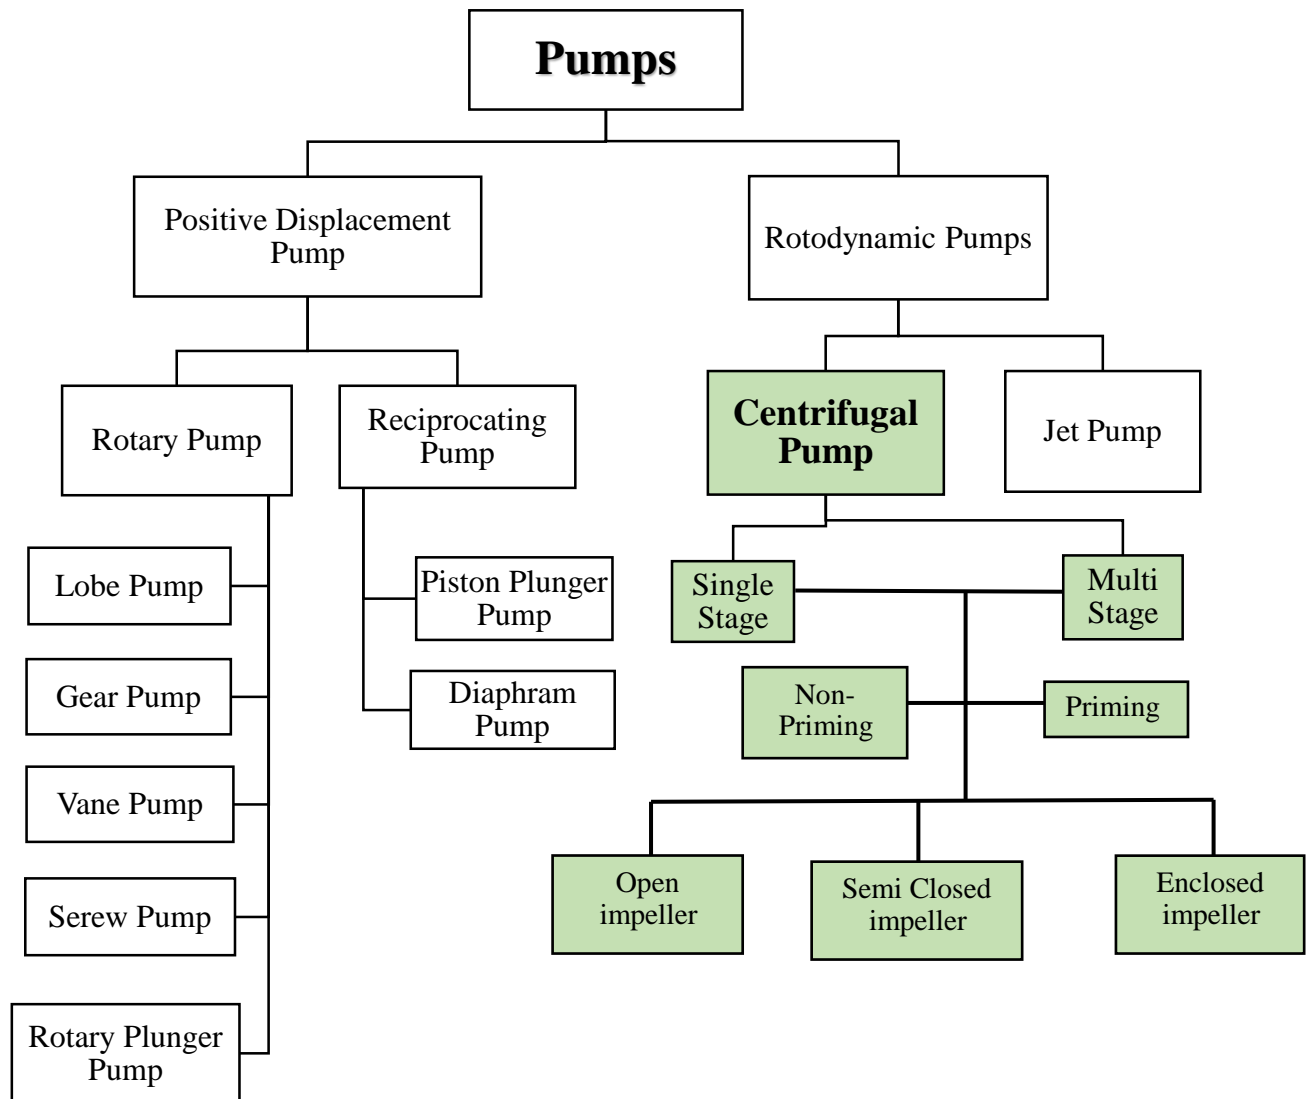 Pumps
Positive Displacement
Pump
Rotodynamic Pumps
Rotary Pump
Reciprocating
Pump
Centrifugal
Pump
Jet Pump
Lobe Pump
Gear Pump
Vane Pump
Serew Pump
Rotary Plunger
Pump
Piston Plunger
Pump
Diaphram
Pump
Single
Stage
Multi
Stage
Non-
Priming
Priming
Open
impeller
Semi Closed
impeller
Enclosed
impeller